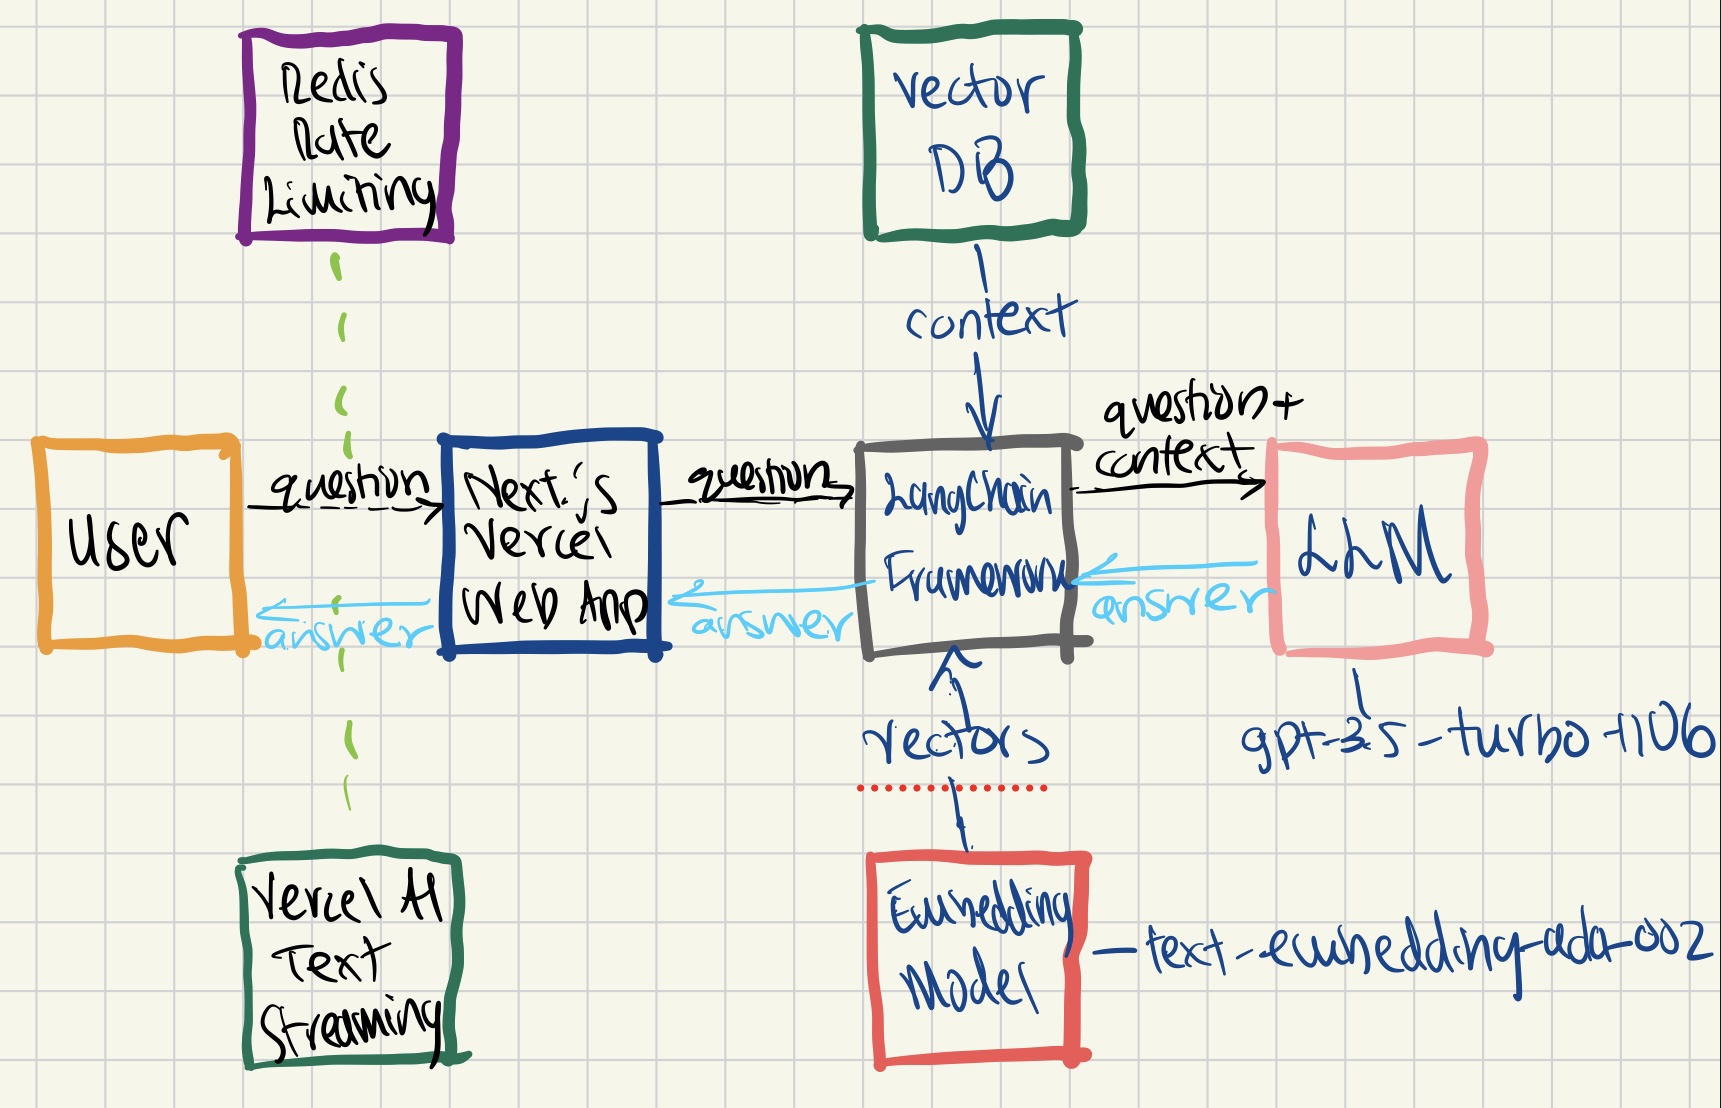 Redis
Rate
Limiting
Vector
DB
context
question +
context
User
question
Next.js
Vercel
Web App
question
LangChain
Framework
LLM
answer
answer
answer
vectors
gpt-3.5-turbo-1106
Vercel AI
Text
Streaming
Embedding
Model
text-embedding-ada-002